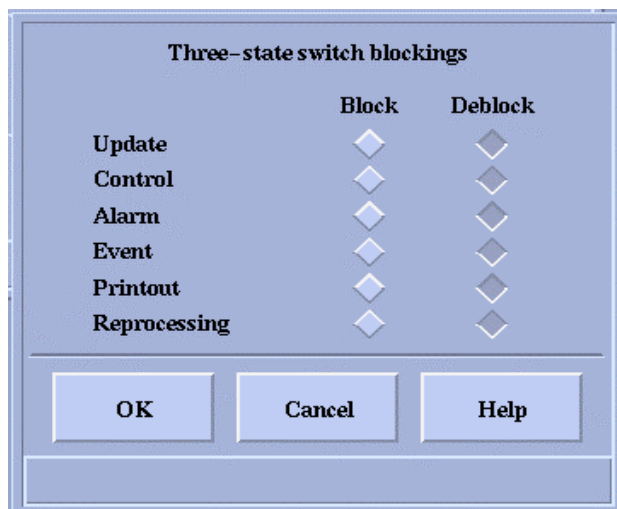 Three-state switch blockings
Block Deblock
Update
Control
Alarm
Event
Printout
Reprocessing
OK Cancel Help